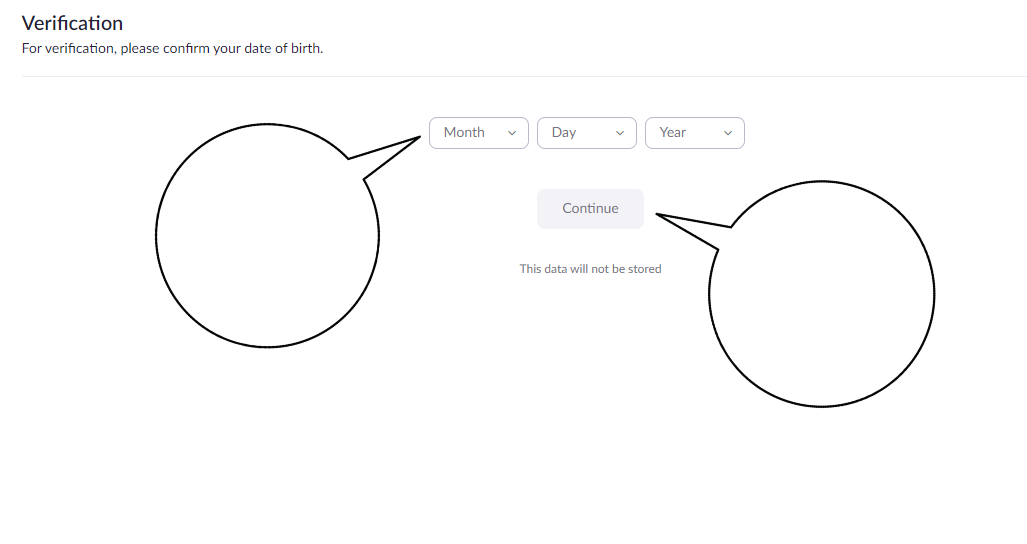 Verification
For verification, please confirm your date of birth.
Month Day Year
Continue
This data will not be stored